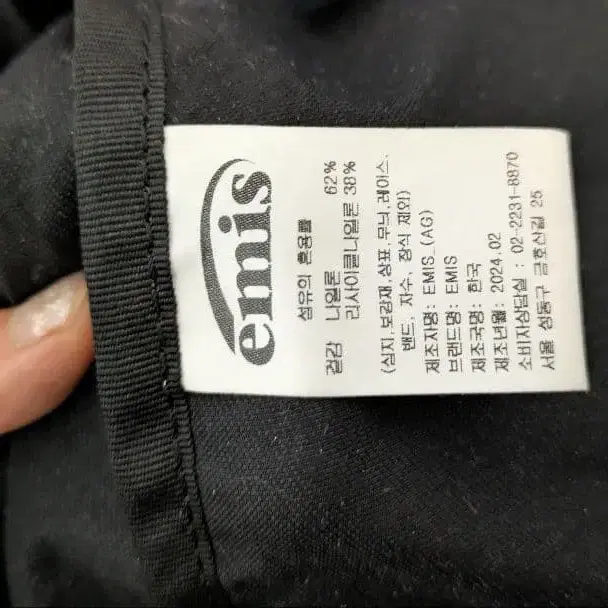 emis
섬유의 혼용률
겉감 나일론 62%
리사이클나일론 38%
(심지,보강재,상표,무늬,레이스,
밴드, 자수, 장식 제외)
제조자명: EMIS_(AG)
브랜드명: EMIS
제조국명: 한국
제조년월: 2024.02
소비자상담실 : 02-2231-8870
서울 성동구 금호산길 25